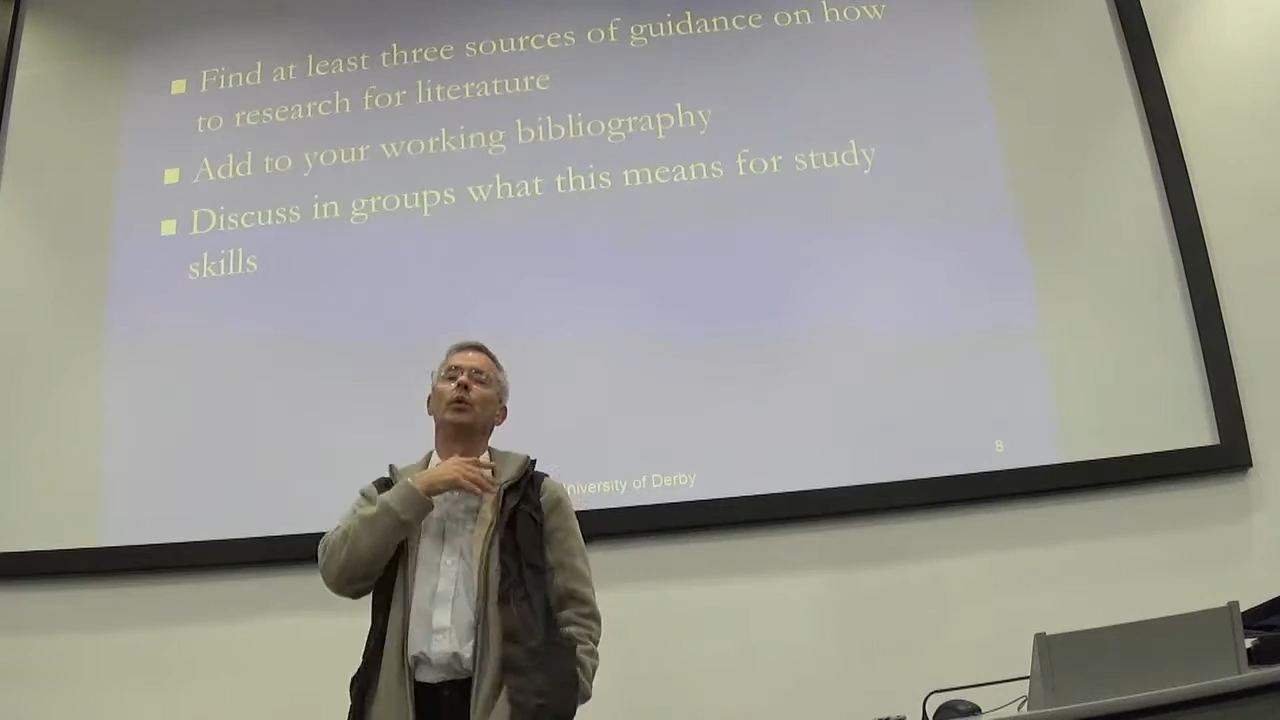 Find at least three sources of guidance on how
to research for literature
Add to your working bibliography
Discuss in groups what this means for study
skills
University of Derby
8